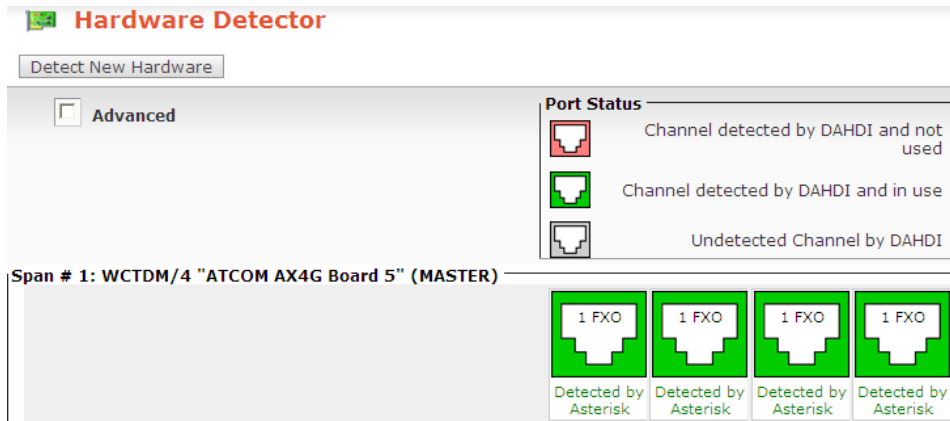 Hardware Detector
Detect New Hardware
Advanced
Port Status
Channel detected by DAHDI and not
used
Channel detected by DAHDI and in use
Undetected Channel by DAHDI
Span # 1: WCTDM/4 "ATCOM AX4G Board 5" (MASTER)
1 FXO 1 FXO 1 FXO 1 FXO
Detected by Detected by Detected by Detected by
Asterisk Asterisk Asterisk Asterisk